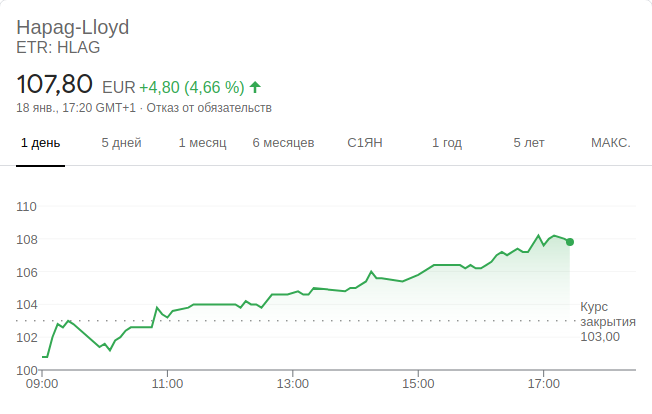 Hapag-Lloyd
ETR: HLAG
107,80 EUR +4,80 (4,66 %)
18 янв., 17:20 GMT+1 · Отказ от обязательств
1 день 5 дней 1 месяц 6 месяцев С1ЯН 1 год 5 лет МАКС.
110
108
106
104
Курс
закрытия
103,00
102
100
09:00 11:00 13:00 15:00 17:00